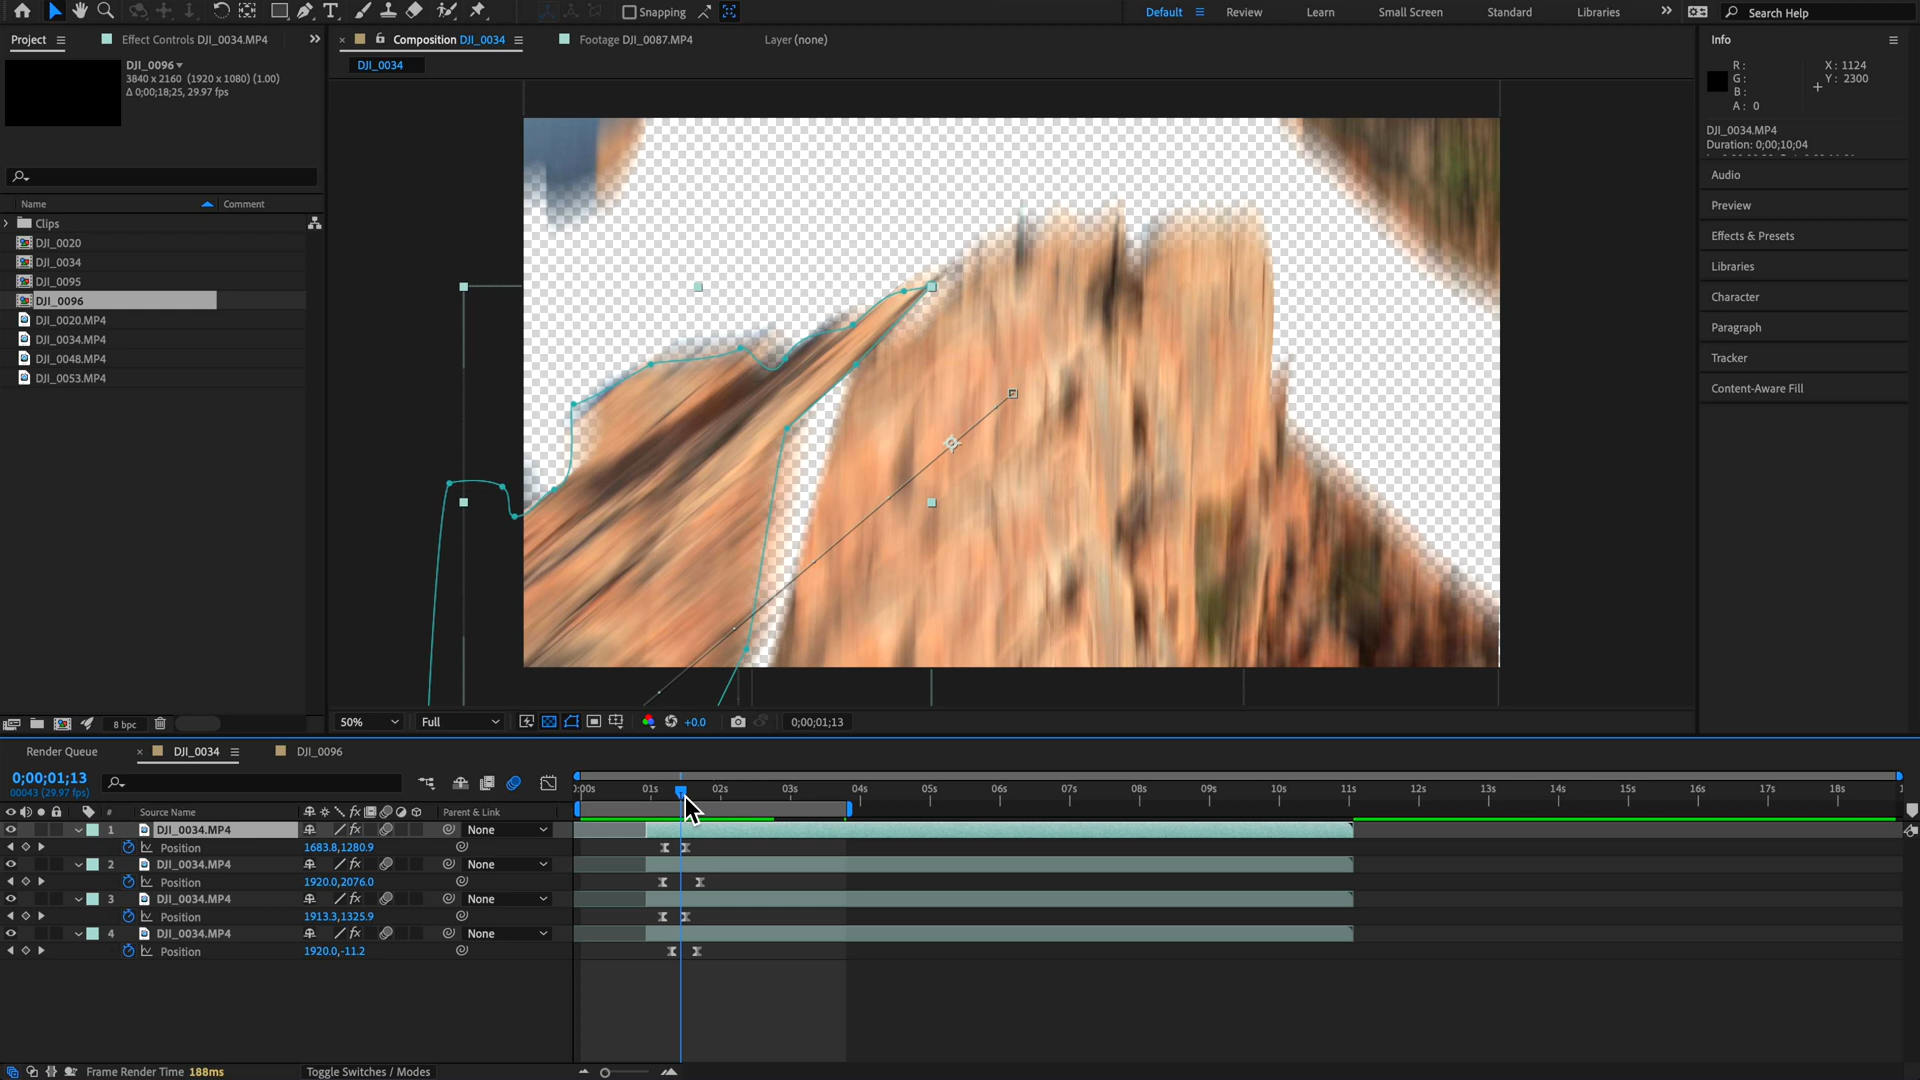 Snapping
Default
Review
Learn
Small Screen
Standard
Libraries
Search Help
Project
Effect Controls DJI_0034.MP4
Composition DJI_0034
Footage DJI_0087.MP4
Layer (none)
Info
DJI_0034
DJI_0096
3840 x 2160 (1920 x 1080) (1.00)
Δ 0;00;18;25, 29.97 fps
R :
G :
B :
A : 0
X : 1124
Y : 2300
DJI_0034.MP4
Duration: 0;00;10;04
Audio
Preview
Effects & Presets
Libraries
Character
Paragraph
Tracker
Content-Aware Fill
Name
Comment
Clips
DJI_0020
DJI_0034
DJI_0095
DJI_0096
DJI_0020.MP4
DJI_0034.MP4
DJI_0048.MP4
DJI_0053.MP4
8 bpc
50%
Full
+0.0
0;00;01;13
Render Queue
DJI_0034
DJI_0096
0;00;01;13
00043 (29.97 fps)
):00s 01s 02s 03s 04s 05s 06s 07s 08s 09s 10s 11s 12s 13s 14s 15s 16s 17s 18s 1
# Source Name Parent & Link
1 DJI_0034.MP4 None
Position 1683.8,1280.9
2 DJI_0034.MP4 None
Position 1920.0,2076.0
3 DJI_0034.MP4 None
Position 1913.3,1325.9
4 DJI_0034.MP4 None
Position 1920.0,-11.2
Frame Render Time 188ms
Toggle Switches / Modes